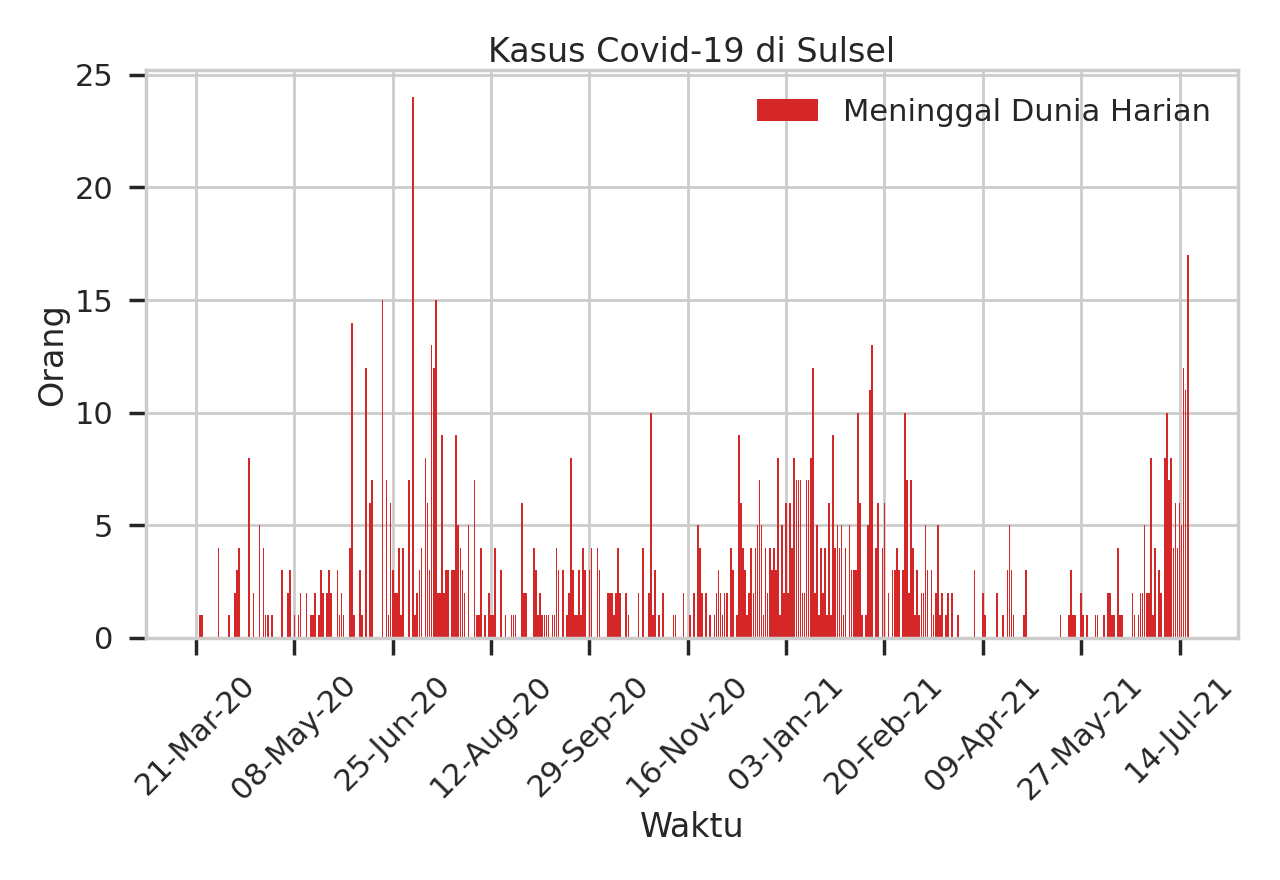 Kasus Covid-19 di Sulsel
Meninggal Dunia Harian
Orang
25
20
15
10
5
0
21-Mar-20
08-May-20
25-Jun-20
12-Aug-20
29-Sep-20
16-Nov-20
03-Jan-21
20-Feb-21
09-Apr-21
27-May-21
14-Jul-21
Waktu